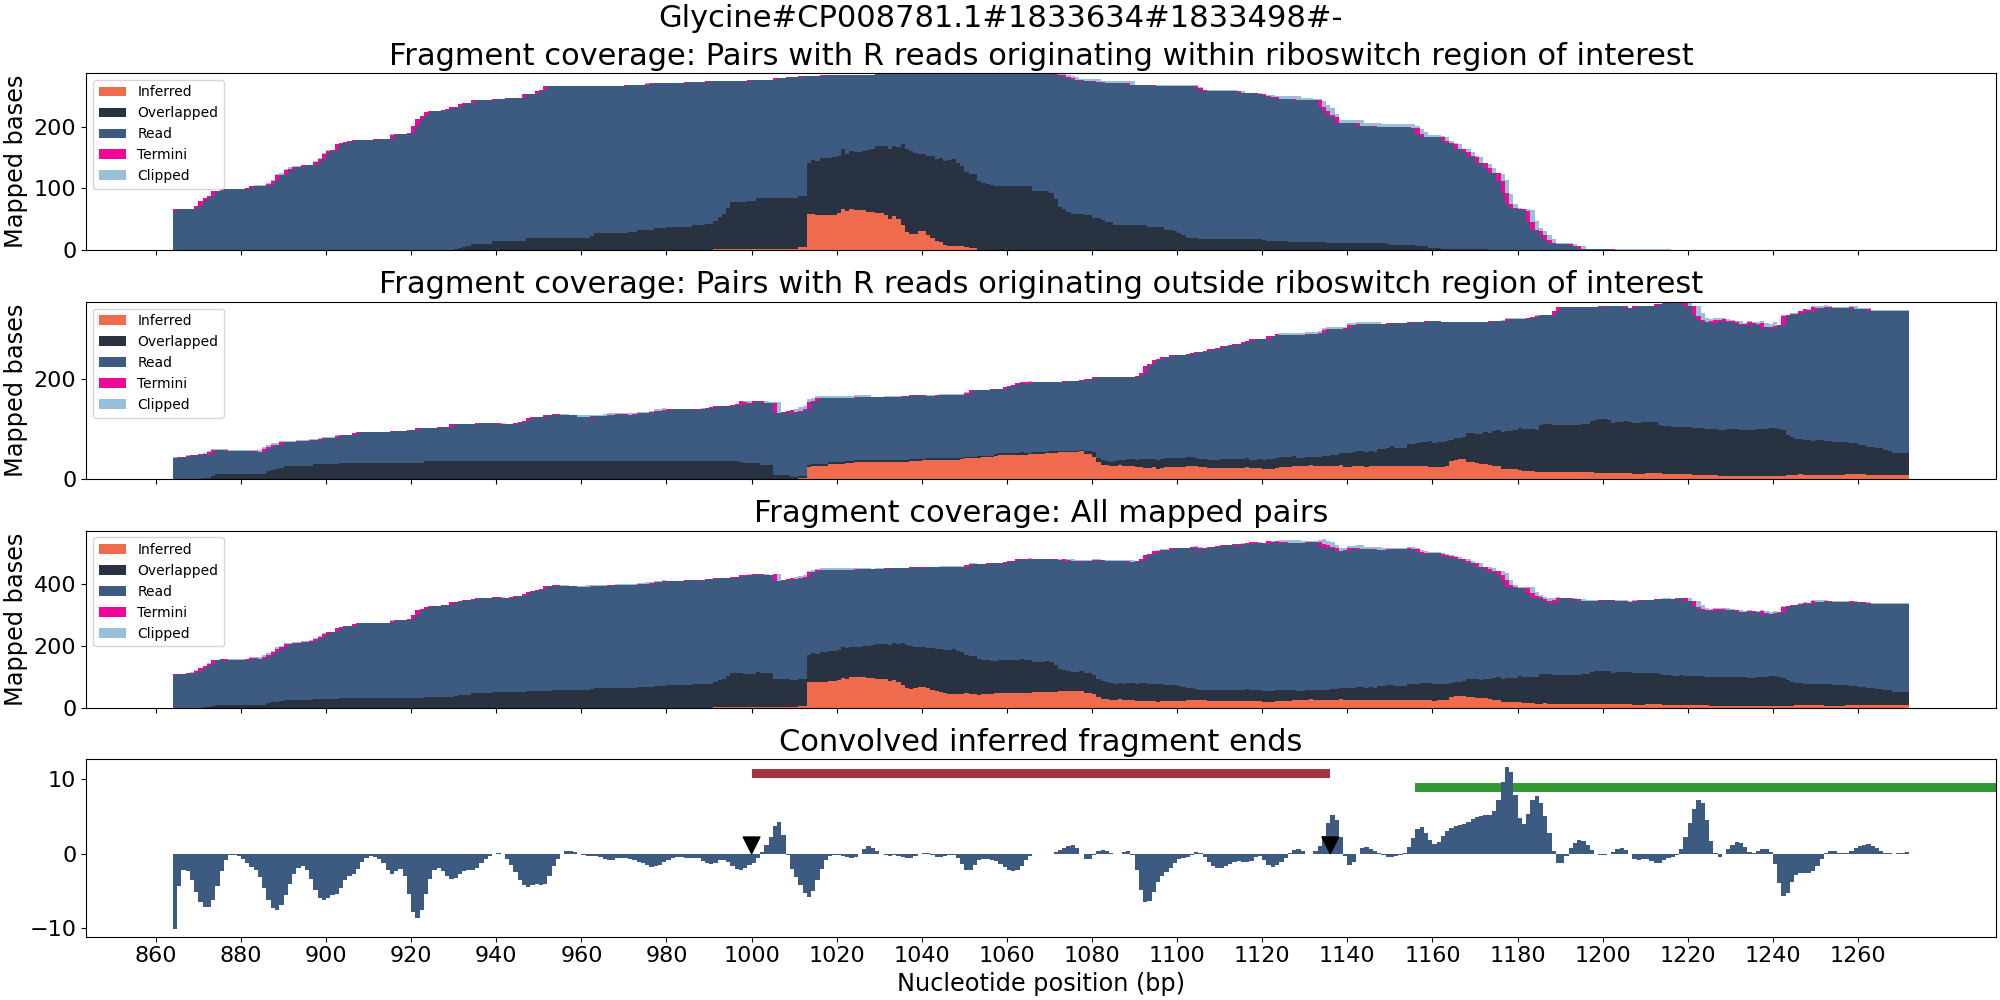 Glycine#CP008781.1#1833634#1833498#-
Fragment coverage: Pairs with R reads originating within riboswitch region of interest
Mapped bases
200
100
0
Inferred
Overlapped
Read
Termini
Clipped
Fragment coverage: Pairs with R reads originating outside riboswitch region of interest
Mapped bases
200
0
Inferred
Overlapped
Read
Termini
Clipped
Fragment coverage: All mapped pairs
Mapped bases
400
200
0
Inferred
Overlapped
Read
Termini
Clipped
Convolved inferred fragment ends
10
0
−10
860 880 900 920 940 960 980 1000 1020 1040 1060 1080 1100 1120 1140 1160 1180 1200 1220 1240 1260
Nucleotide position (bp)